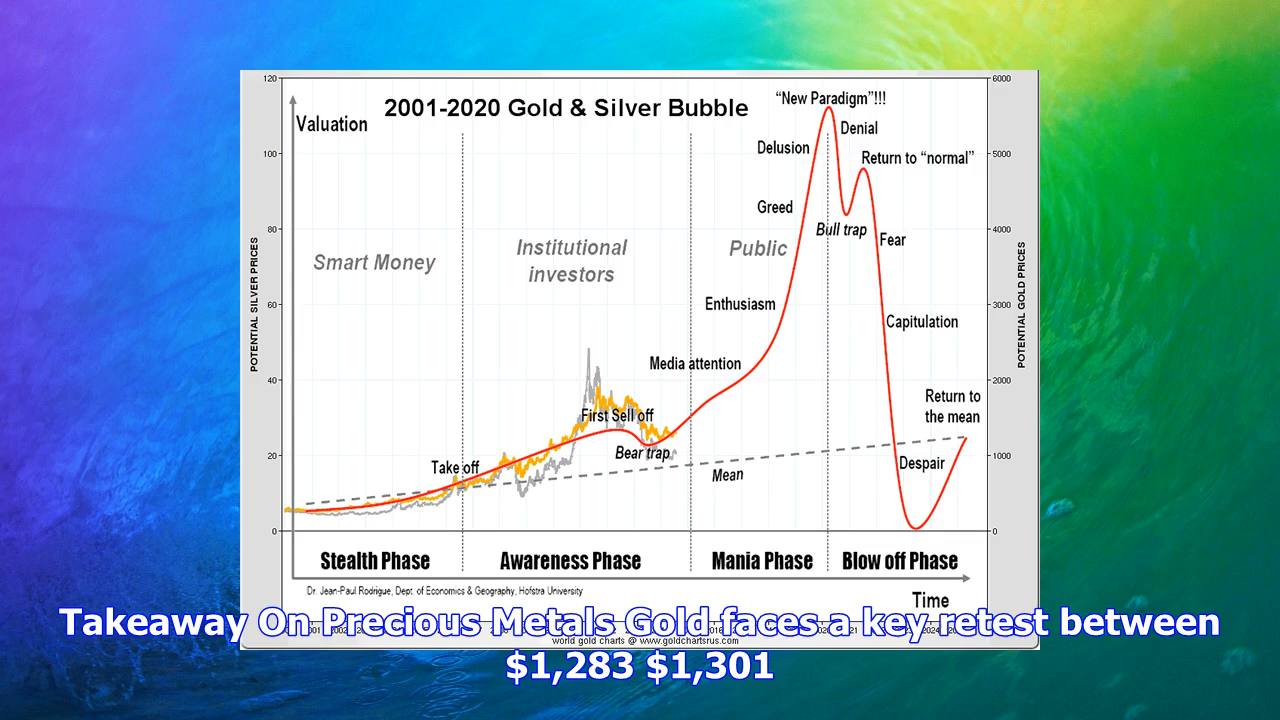 120
6000
2001-2020 Gold & Silver Bubble
"New Paradigm"!!!
Valuation
Denial
Delusion
100
5000
Return to "normal"
Greed
80
4000
Bull trap
Fear
Smart Money
Institutional
investors
Public
POTENTIAL SILVER PRICES
POTENTIAL GOLD PRICES
60
3000
Enthusiasm
Capitulation
Media attention
40
2000
Return to
the mean
First Sell off
Bear trap
20
1000
Take off
Mean
Despair
0
0
Stealth Phase
Awareness Phase
Mania Phase
Blow off Phase
Dr. Jean-Paul Rodrigue, Dept. of Economics & Geography, Hofstra University
Time
Takeaway On Precious Metals Gold faces a key retest between
world gold charts @ www.goldchartsrus.com
$1,283 $1,301